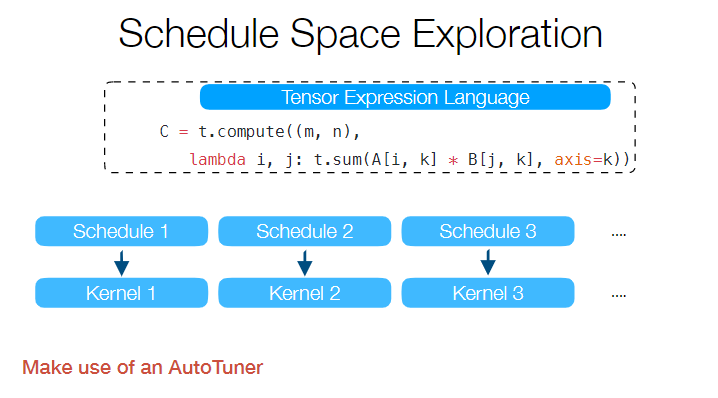 Schedule Space Exploration
Tensor Expression Language
C = t.compute((m, n),
lambda i, j: t.sum(A[i, k] * B[j, k], axis=k))
Schedule 1 Schedule 2 Schedule 3 ....
Kernel 1 Kernel 2 Kernel 3 ....
Make use of an AutoTuner